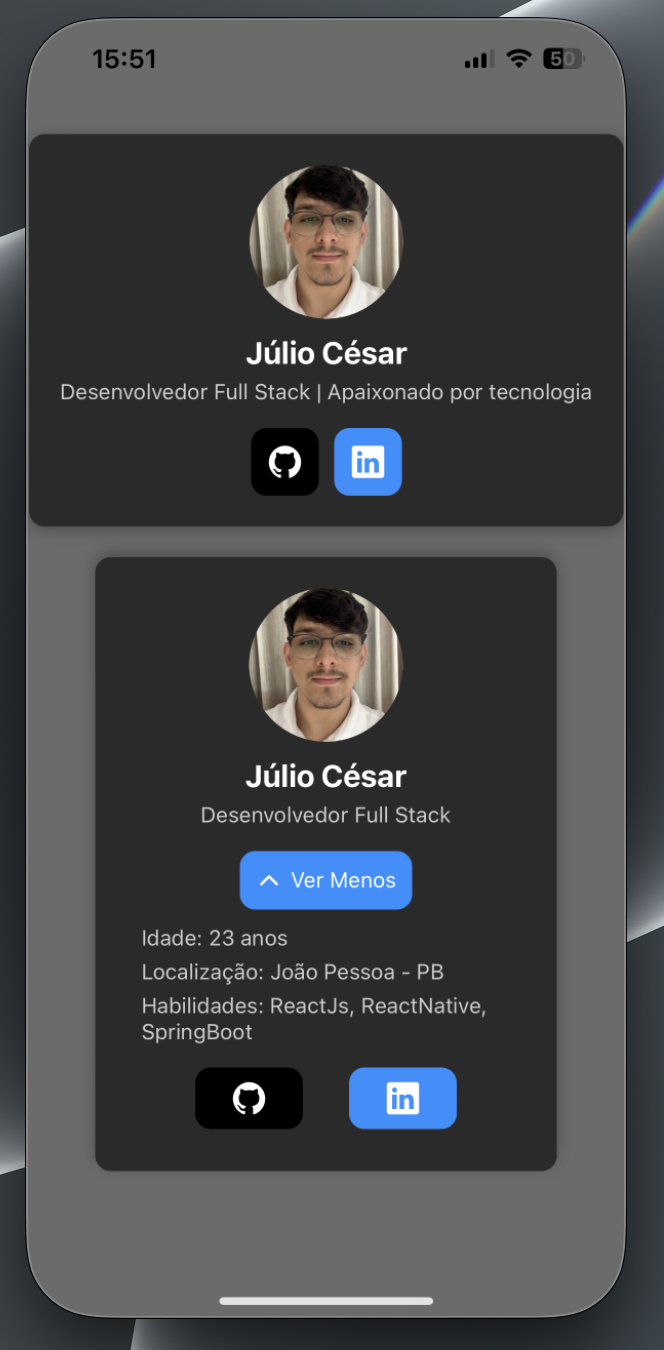 15:51
50
Júlio César
Desenvolvedor Full Stack | Apaixonado por tecnologia
in
Júlio César
Desenvolvedor Full Stack
Ver Menos
Idade: 23 anos
Localização: João Pessoa - PB
Habilidades: ReactJs, ReactNative,
SpringBoot
in